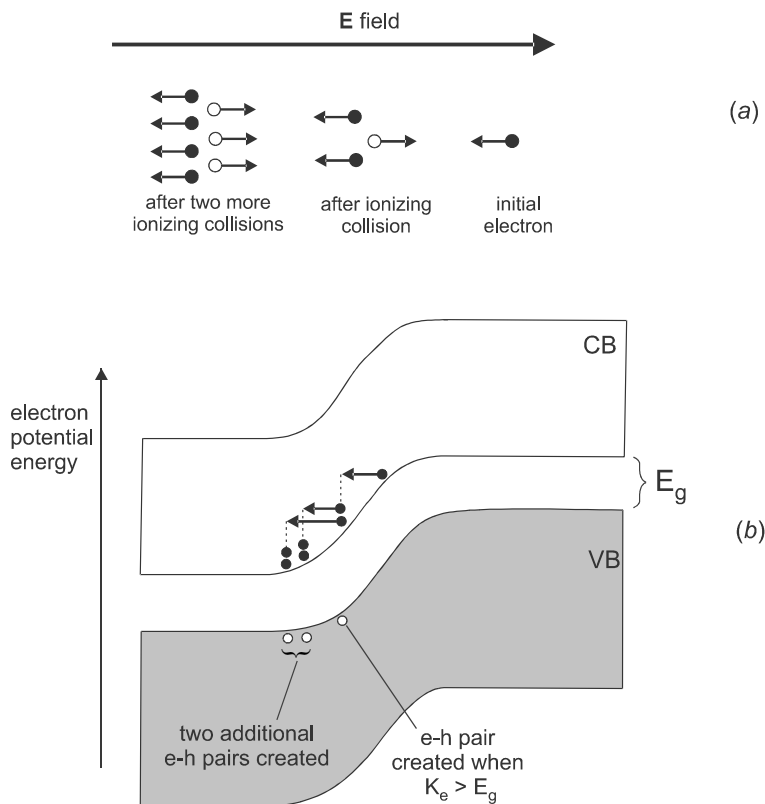 E field
(a)
after two more
ionizing collisions
after ionizing
collision
initial
electron
CB
electron
potential
energy
E_g
(b)
VB
two additional
e-h pairs created
e-h pair
created when
K_e > E_g